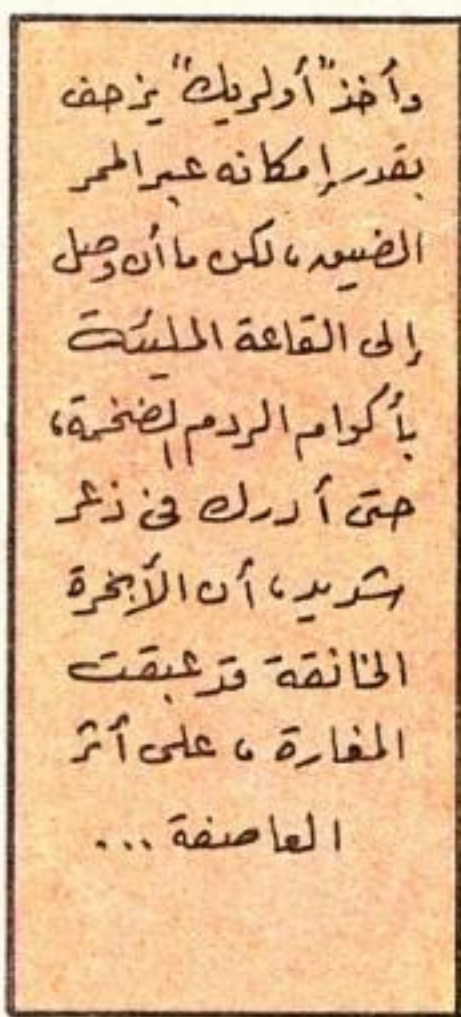 وأخذ "أولريك" يزحف
بقدر إمكانه عبر الممر
الضيق، لكن ما أن وصل
إلى القاعة المليئة
بأكوام الردم الضخمة،
حتى أدرك في ذعر
شديد، أن الأبخرة
الخانقة قد عبقت
المغارة، على أثر
العاصفة ...